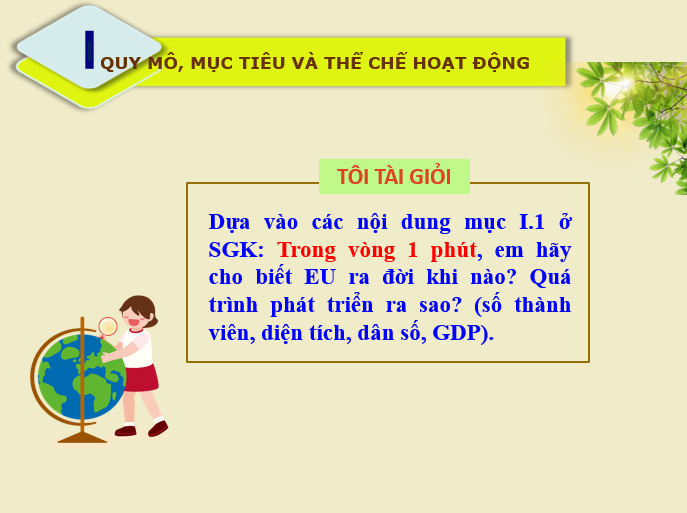 I QUY MÔ, MỤC TIÊU VÀ THỂ CHẾ HOẠT ĐỘNG
TÔI TÀI GIỎI
Dựa vào các nội dung mục I.1 ở
SGK: Trong vòng 1 phút, em hãy
cho biết EU ra đời khi nào? Quá
trình phát triển ra sao? (số thành
viên, diện tích, dân số, GDP).